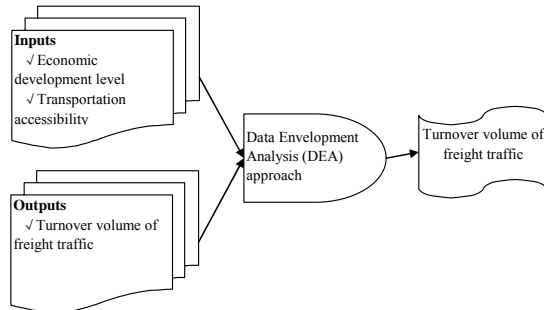 Inputs
√ Economic
development level
√ Transportation
accessibility
Outputs
√ Turnover volume of
freight traffic
Data Envelopment
Analysis (DEA)
approach
Turnover volume of
freight traffic